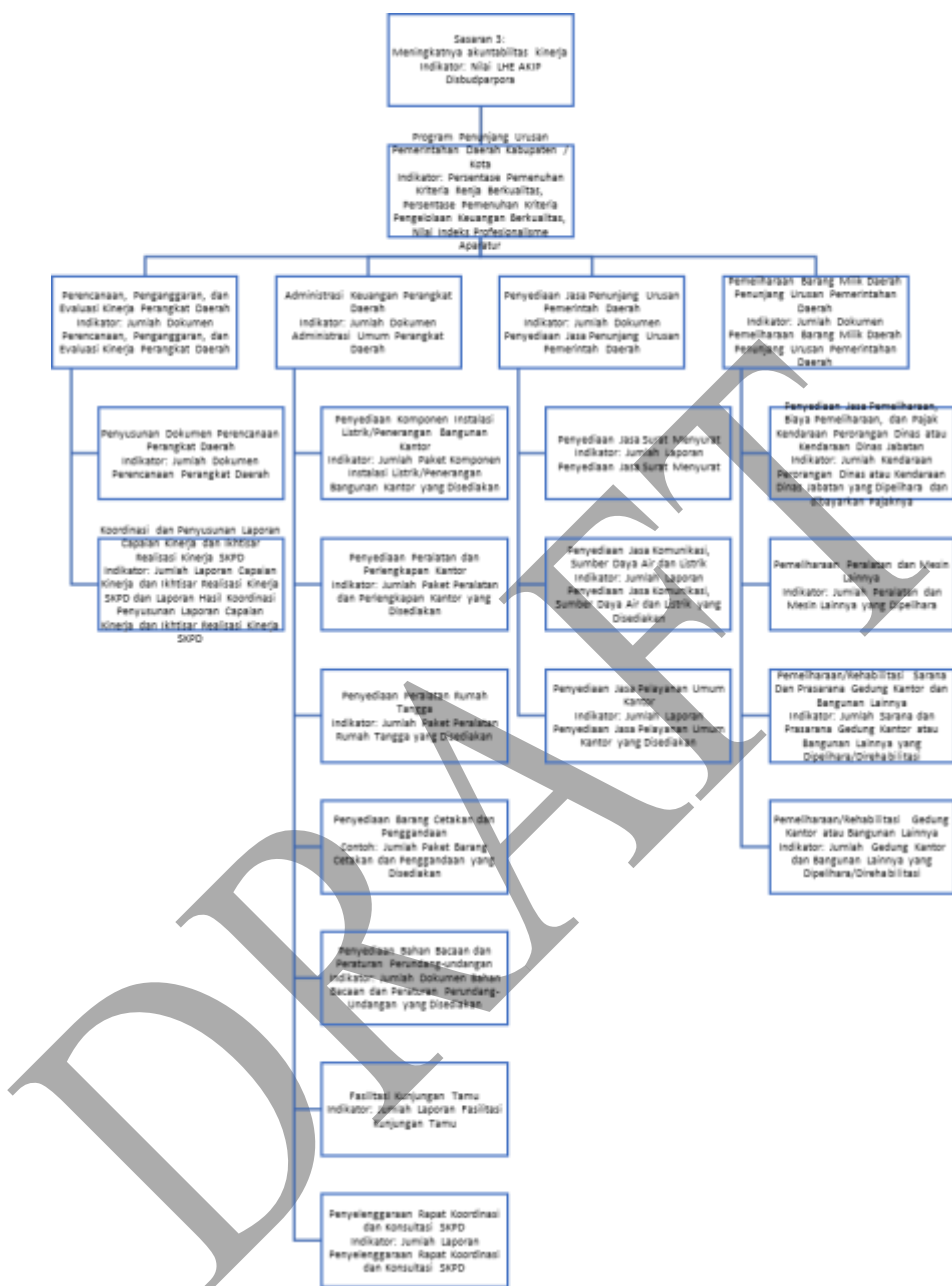 Sasaran 3:
Meningkatnya akuntabilitas kinerja
Indikator: Nilai LHE AKIP
Disbudparpora
Program Penunjang Urusan
Pemerintahan Daerah Kabupaten /
Kota
Indikator: Persentase Pemenuhan
Kriteria Renja Berkualitas,
Persentase Pemenuhan Kriteria
Pengelolaan Keuangan Berkualitas,
Nilai Indeks Profesionalisme
Aparatur
Perencanaan, Penganggaran, dan
Evaluasi Kinerja Perangkat Daerah
Indikator: Jumlah Dokumen
Perencanaan, Penganggaran, dan
Evaluasi Kinerja Perangkat Daerah
Penyusunan Dokumen Perencanaan
Perangkat Daerah
Indikator: Jumlah Dokumen
Perencanaan Perangkat Daerah
Koordinasi dan Penyusunan Laporan
Capaian Kinerja dan Ikhtisar
Realisasi Kinerja SKPD
Indikator: Jumlah Laporan Capaian
Kinerja dan Ikhtisar Realisasi Kinerja
SKPD dan Laporan Hasil Koordinasi
Penyusunan Laporan Capaian
Kinerja dan Ikhtisar Realisasi Kinerja
SKPD
Administrasi Keuangan Perangkat
Daerah
Indikator: Jumlah Dokumen
Administrasi Umum Perangkat
Daerah
Penyediaan Komponen Instalasi
Listrik/Penerangan Bangunan
Kantor
Indikator: Jumlah Paket Komponen
Instalasi Listrik/Penerangan
Bangunan Kantor yang Disediakan
Penyediaan Peralatan dan
Perlengkapan Kantor
Indikator: Jumlah Paket Peralatan
dan Perlengkapan Kantor yang
Disediakan
Penyediaan Peralatan Rumah
Tangga
Indikator: Jumlah Paket Peralatan
Rumah Tangga yang Disediakan
Penyediaan Barang Cetakan dan
Penggandaan
Contoh: Jumlah Paket Barang
Cetakan dan Penggandaan yang
Disediakan
Penyediaan Bahan Bacaan dan
Peraturan Perundang-undangan
Indikator: Jumlah Dokumen Bahan
Bacaan dan Peraturan Perundang-
Undangan yang Disediakan
Fasilitasi Kunjungan Tamu
Indikator: Jumlah Laporan Fasilitasi
Kunjungan Tamu
Penyelenggaraan Rapat Koordinasi
dan Konsultasi SKPD
Indikator: Jumlah Laporan
Penyelenggaraan Rapat Koordinasi
dan Konsultasi SKPD
Penyediaan Jasa Penunjang Urusan
Pemerintah Daerah
Indikator: Jumlah Dokumen
Penyediaan Jasa Penunjang Urusan
Pemerintah Daerah
Penyediaan Jasa Surat Menyurat
Indikator: Jumlah Laporan
Penyediaan Jasa Surat Menyurat
Penyediaan Jasa Komunikasi,
Sumber Daya Air dan Listrik
Indikator: Jumlah Laporan
Penyediaan Jasa Komunikasi,
Sumber Daya Air dan Listrik yang
Disediakan
Penyediaan Jasa Pelayanan Umum
Kantor
Indikator: Jumlah Laporan
Penyediaan Jasa Pelayanan Umum
Kantor yang Disediakan
Pemeliharaan Barang Milik Daerah
Penunjang Urusan Pemerintahan
Daerah
Indikator: Jumlah Dokumen
Pemeliharaan Barang Milik Daerah
Penunjang Urusan Pemerintahan
Daerah
Penyediaan Jasa Pemeliharaan,
Biaya Pemeliharaan, dan Pajak
Kendaraan Perorangan Dinas atau
Kendaraan Dinas Jabatan
Indikator: Jumlah Kendaraan
Perorangan Dinas atau Kendaraan
Dinas Jabatan yang Dipelihara dan
dibayarkan Pajaknya
Pemeliharaan Peralatan dan Mesin
Lainnya
Indikator: Jumlah Peralatan dan
Mesin Lainnya yang Dipelihara
Pemeliharaan/Rehabilitasi Sarana
Dan Prasarana Gedung Kantor dan
Bangunan Lainnya
Indikator: Jumlah Sarana dan
Prasarana Gedung Kantor atau
Bangunan Lainnya yang
Dipelihara/Direhabilitasi
Pemeliharaan/Rehabilitasi Gedung
Kantor atau Bangunan Lainnya
Indikator: Jumlah Gedung Kantor
dan Bangunan Lainnya yang
Dipelihara/Direhabilitasi
DRAFT